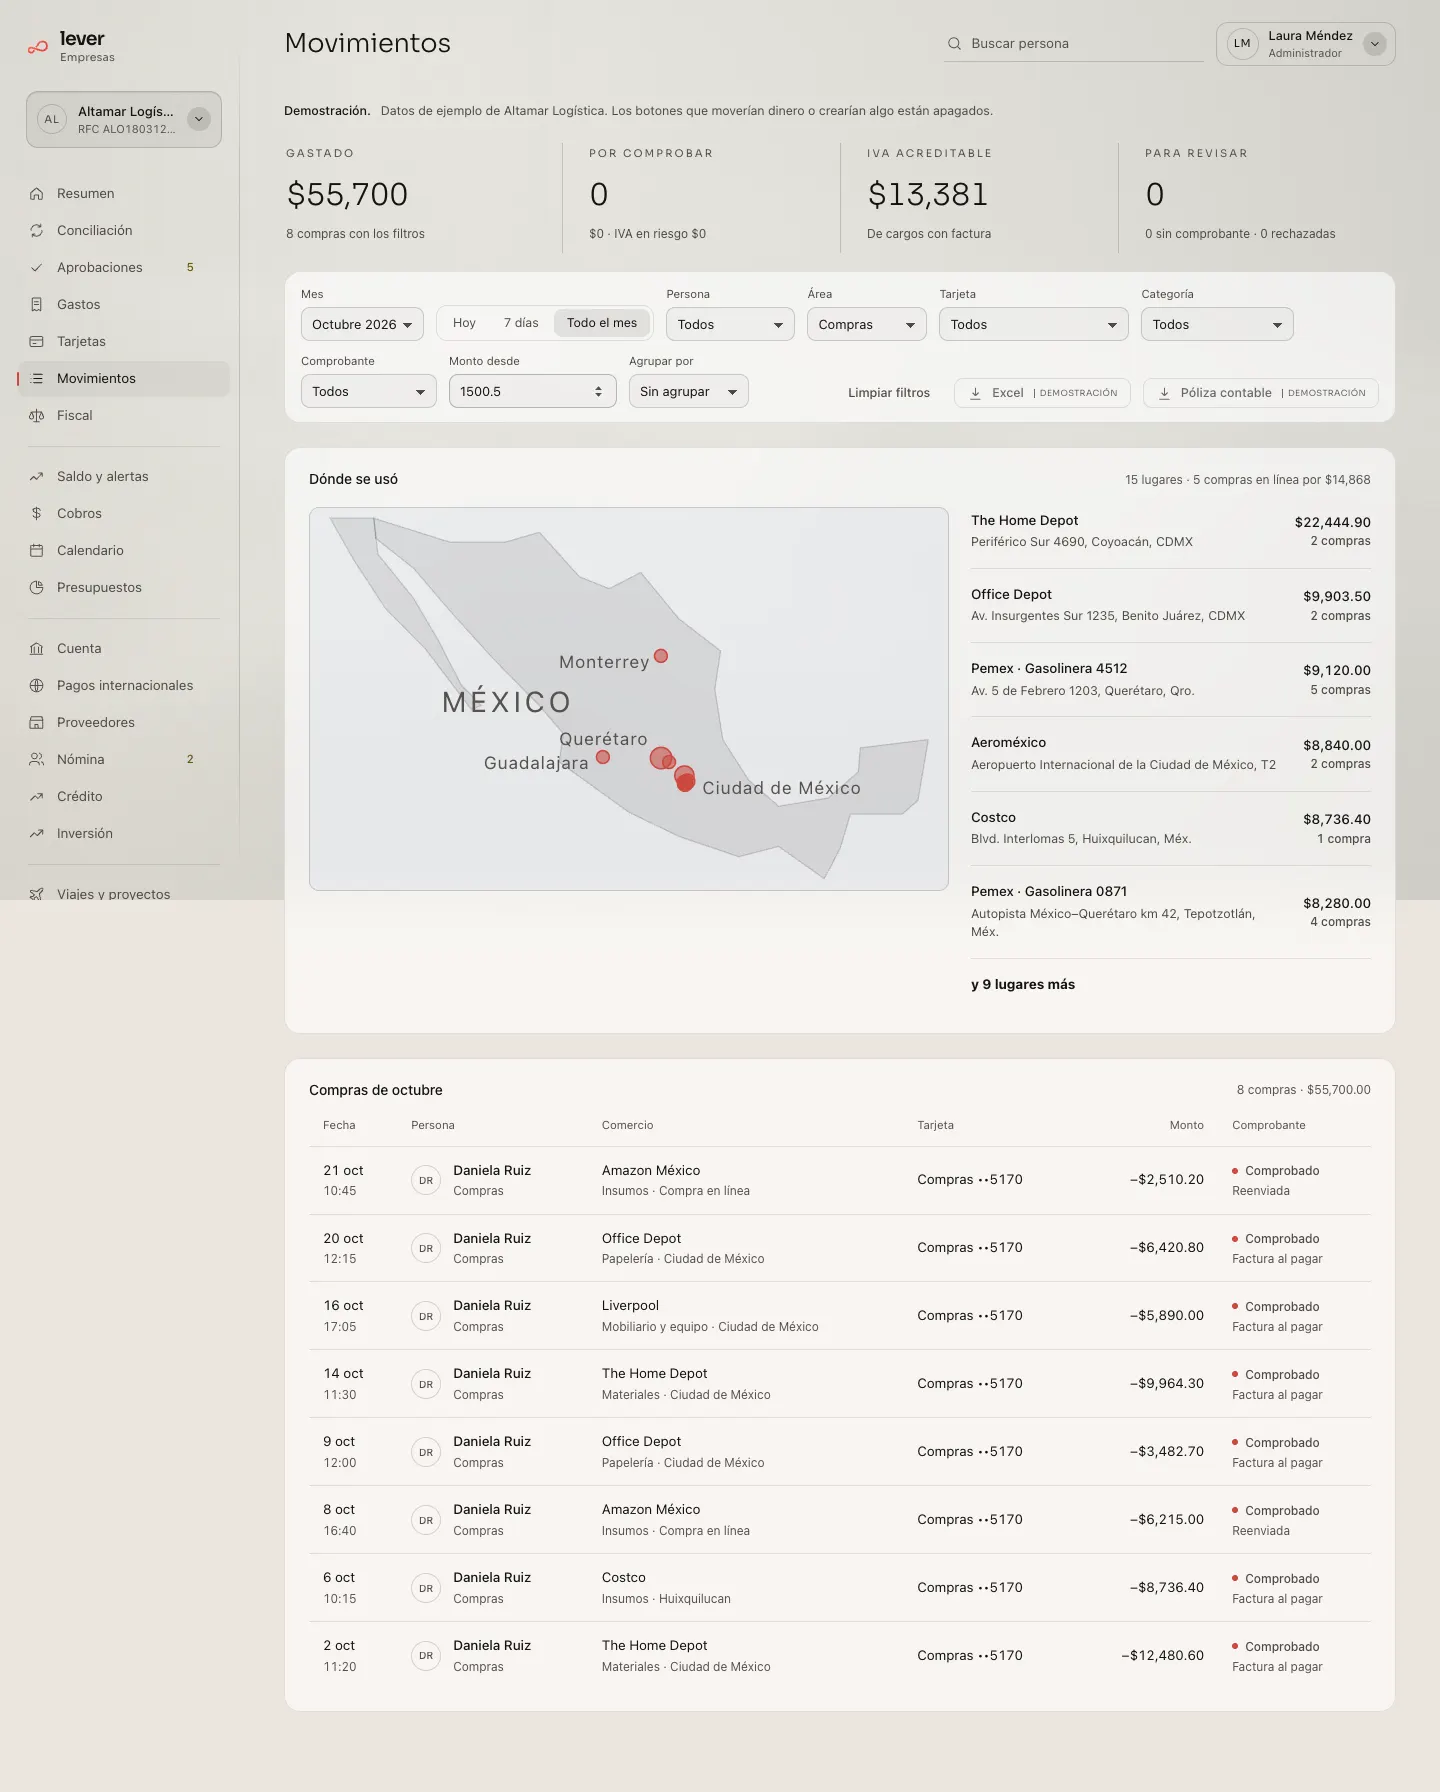 lever
Empresas
AL
Altamar Logís...
RFC ALO180312...
Resumen
Conciliación
Aprobaciones 5
Gastos
Tarjetas
Movimientos
Fiscal
Saldo y alertas
Cobros
Calendario
Presupuestos
Cuenta
Pagos internacionales
Proveedores
Nómina 2
Crédito
Inversión
Viajes y proyectos
Movimientos
Buscar persona
LM
Laura Méndez
Administrador
Demostración. Datos de ejemplo de Altamar Logística. Los botones que moverían dinero o crearían algo están apagados.
GASTADO
$55,700
8 compras con los filtros
POR COMPROBAR
0
$0 · IVA en riesgo $0
IVA ACREDITABLE
$13,381
De cargos con factura
PARA REVISAR
0
0 sin comprobante · 0 rechazadas
Mes
Octubre 2026
Hoy 7 días Todo el mes
Persona
Todos
Área
Compras
Tarjeta
Todos
Categoría
Todos
Comprobante
Todos
Monto desde
1500.5
Agrupar por
Sin agrupar
Limpiar filtros
Excel | DEMOSTRACIÓN
Póliza contable | DEMOSTRACIÓN
Dónde se usó
15 lugares · 5 compras en línea por $14,868
Monterrey
MÉXICO
Querétaro
Guadalajara
Ciudad de México
The Home Depot $22,444.90
Periférico Sur 4690, Coyoacán, CDMX 2 compras
Office Depot $9,903.50
Av. Insurgentes Sur 1235, Benito Juárez, CDMX 2 compras
Pemex · Gasolinera 4512 $9,120.00
Av. 5 de Febrero 1203, Querétaro, Qro. 5 compras
Aeroméxico $8,840.00
Aeropuerto Internacional de la Ciudad de México, T2 2 compras
Costco $8,736.40
Blvd. Interlomas 5, Huixquilucan, Méx. 1 compra
Pemex · Gasolinera 0871 $8,280.00
Autopista México–Querétaro km 42, Tepotzotlán, 4 compras
Méx.
y 9 lugares más
Compras de octubre 8 compras · $55,700.00
Fecha Persona Comercio Tarjeta Monto Comprobante
21 oct DR Daniela Ruiz Amazon México Compras ••5170 −$2,510.20 Comprobado
10:45 Compras Insumos · Compra en línea Reenviada
20 oct DR Daniela Ruiz Office Depot Compras ••5170 −$6,420.80 Comprobado
12:15 Compras Papelería · Ciudad de México Factura al pagar
16 oct DR Daniela Ruiz Liverpool Compras ••5170 −$5,890.00 Comprobado
17:05 Compras Mobiliario y equipo · Ciudad de México Factura al pagar
14 oct DR Daniela Ruiz The Home Depot Compras ••5170 −$9,964.30 Comprobado
11:30 Compras Materiales · Ciudad de México Factura al pagar
9 oct DR Daniela Ruiz Office Depot Compras ••5170 −$3,482.70 Comprobado
12:00 Compras Papelería · Ciudad de México Factura al pagar
8 oct DR Daniela Ruiz Amazon México Compras ••5170 −$6,215.00 Comprobado
16:40 Compras Insumos · Compra en línea Reenviada
6 oct DR Daniela Ruiz Costco Compras ••5170 −$8,736.40 Comprobado
10:15 Compras Insumos · Huixquilucan Factura al pagar
2 oct DR Daniela Ruiz The Home Depot Compras ••5170 −$12,480.60 Comprobado
11:20 Compras Materiales · Ciudad de México Factura al pagar